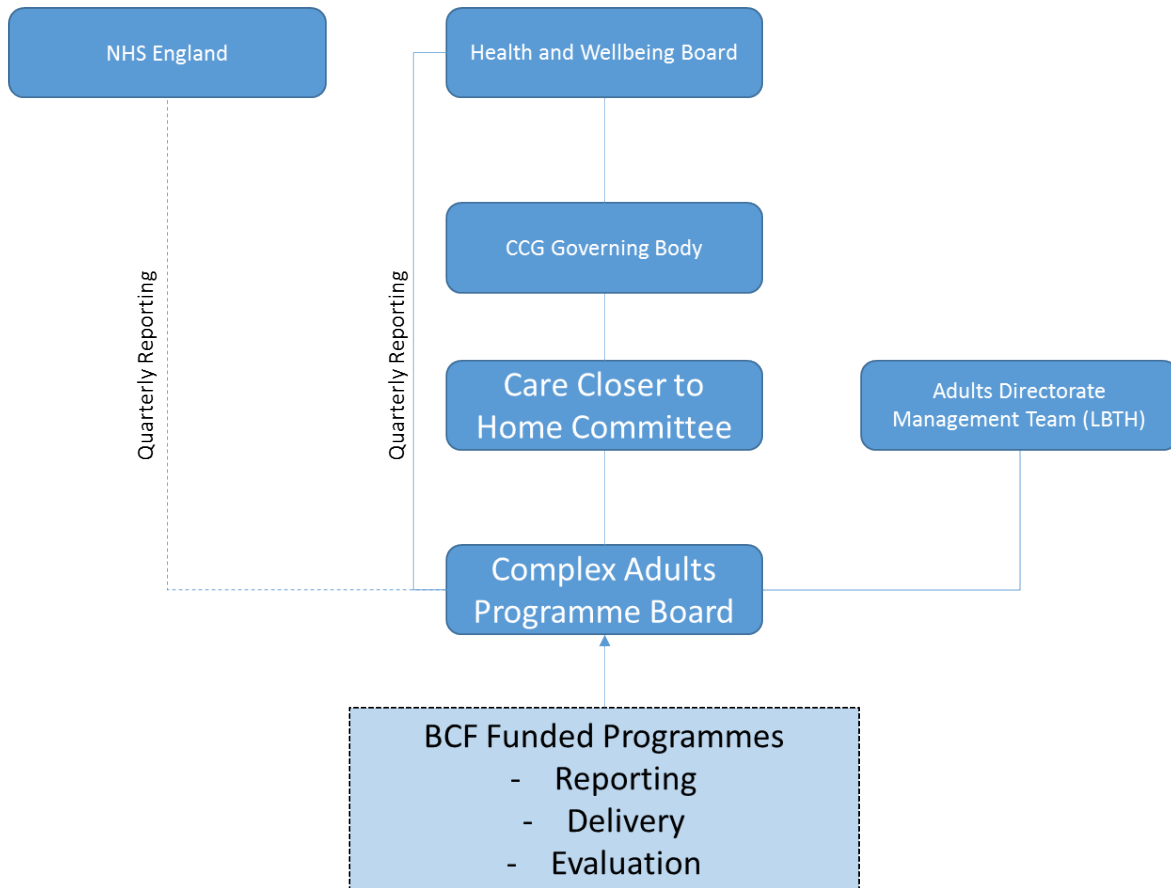 NHS England
Health and Wellbeing Board
CCG Governing Body
Quarterly Reporting
Quarterly Reporting
Care Closer to
Home Committee
Adults Directorate
Management Team (LBTH)
Complex Adults
Programme Board
BCF Funded Programmes
- Reporting
- Delivery
- Evaluation